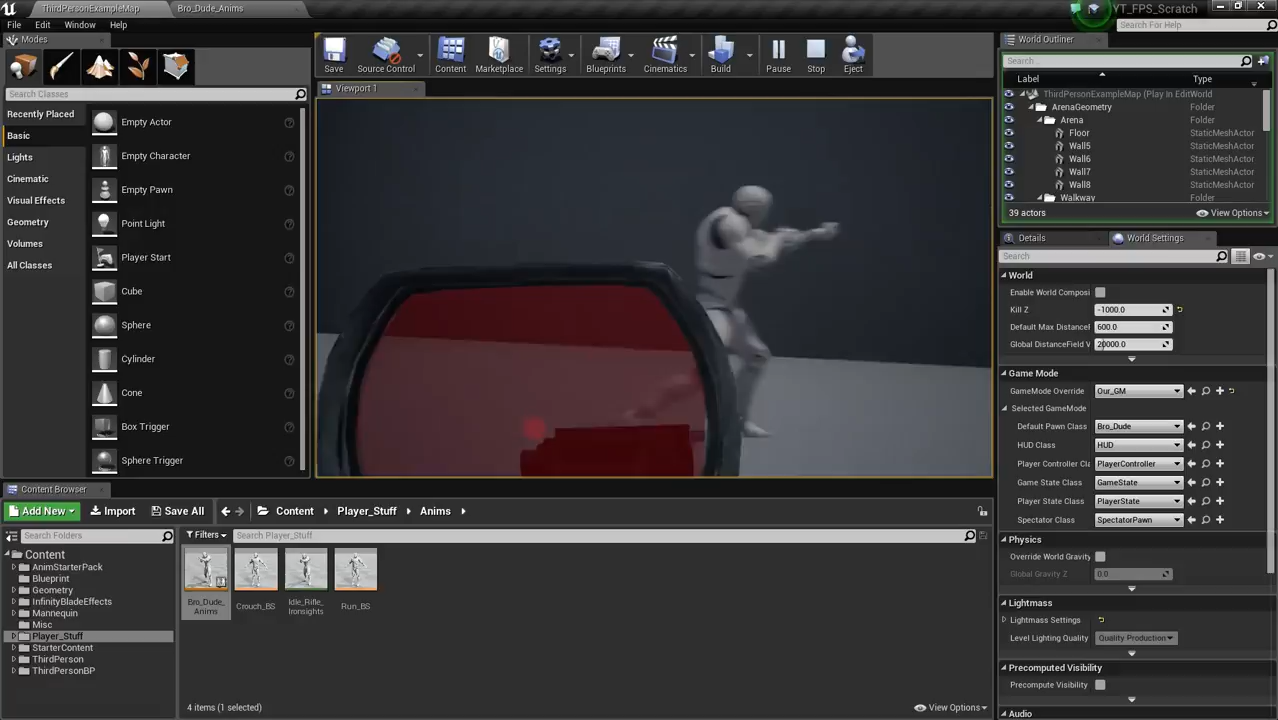 ThirdPersonExampleMap
Bro_Dude_Anims
YT_FPS_Scratch
File
Edit
Window
Help
Search For Help
Modes
Save
Source Control
Content
Marketplace
Settings
Blueprints
Cinematics
Build
Pause
Stop
Eject
World Outliner
Search...
Search Classes
Viewport 1
Label
Type
ThirdPersonExampleMap (Play In Editor)
World
ArenaGeometry
Folder
Arena
Folder
Floor
StaticMeshActor
Wall5
StaticMeshActor
Wall6
StaticMeshActor
Wall7
StaticMeshActor
Wall8
StaticMeshActor
Walkway
Folder
39 actors
View Options
Recently Placed
Basic
Lights
Cinematic
Visual Effects
Geometry
Volumes
All Classes
Empty Actor
Empty Character
Empty Pawn
Point Light
Player Start
Cube
Sphere
Cylinder
Cone
Box Trigger
Sphere Trigger
Details
World Settings
Search
World
Enable World Composi
Kill Z
-1000.0
Default Max DistanceF
600.0
Global DistanceField V
20000.0
Game Mode
GameMode Override
Our_GM
Selected GameMode
Default Pawn Class
Bro_Dude
HUD Class
HUD
Player Controller Cla
PlayerController
Game State Class
GameState
Player State Class
PlayerState
Spectator Class
SpectatorPawn
Physics
Override World Gravity
Global Gravity Z
0.0
Lightmass
Lightmass Settings
Level Lighting Quality
Quality Production
Precomputed Visibility
Precompute Visibility
Audio
Content Browser
Add New
Import
Save All
Content
Player_Stuff
Anims
Search Folders
Filters
Search Player_Stuff
Content
AnimStarterPack
Blueprint
Geometry
InfinityBladeEffects
Mannequin
Misc
Player_Stuff
StarterContent
ThirdPerson
ThirdPersonBP
Bro_Dude_
Anims
Crouch_BS
Idle_Rifle_
Ironsights
Run_BS
4 items (1 selected)
View Options